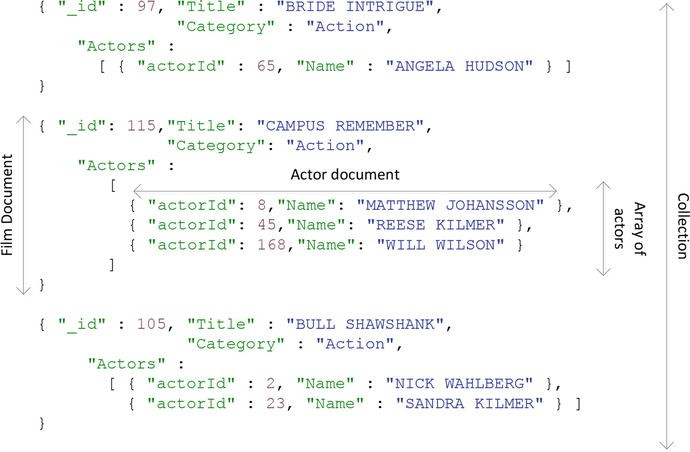 { "_id" : 97, "Title" : "BRIDE INTRIGUE",
"Category" : "Action",
"Actors" :
[ { "actorId" : 65, "Name" : "ANGELA HUDSON" } ]
}
{ "_id": 115,"Title": "CAMPUS REMEMBER",
"Category": "Action",
"Actors" :
[
Actor document
{ "actorId": 8,"Name": "MATTHEW JOHANSSON" },
{ "actorId": 45,"Name": "REESE KILMER" },
{ "actorId": 168,"Name": "WILL WILSON" }
]
}
Film Document
Array of
actors
Collection
{ "_id" : 105, "Title" : "BULL SHAWSHANK",
"Category" : "Action",
"Actors" :
[ { "actorId" : 2, "Name" : "NICK WAHLBERG" },
{ "actorId" : 23, "Name" : "SANDRA KILMER" } ]
}